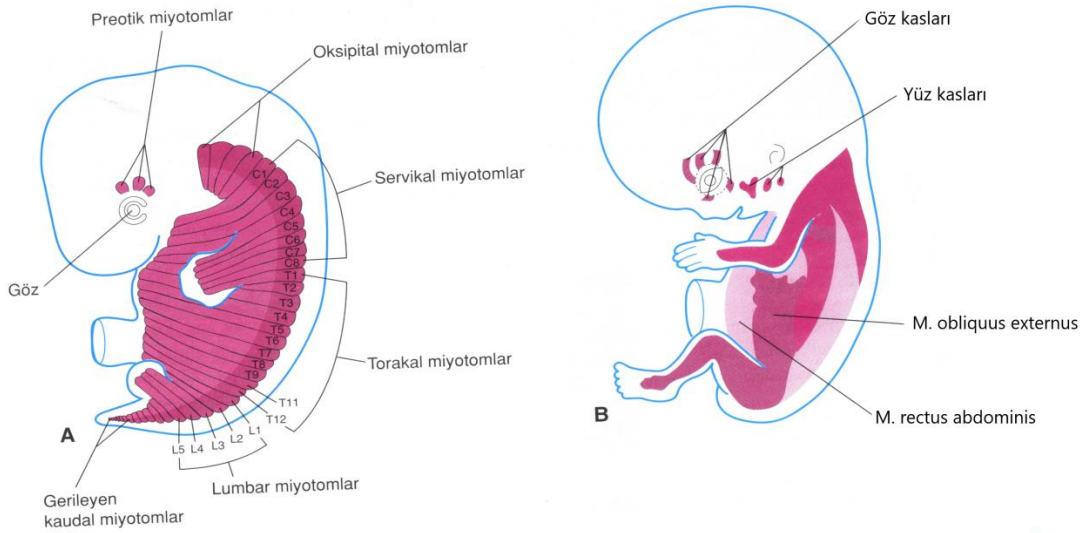 Preotik miyotomlar
Oksipital miyotomlar
C1
C2
C3
C4
C5
C6
C7
C8
T1
T2
T3
T4
T5
T6
T7
T8
T9
T11
T12
L1
L2
L3
L4
L5
Servikal miyotomlar
Torakal miyotomlar
Göz
A
Lumbar miyotomlar
Gerileyen
kaudal miyotomlar
Göz kasları
Yüz kasları
M. obliquus externus
M. rectus abdominis
B